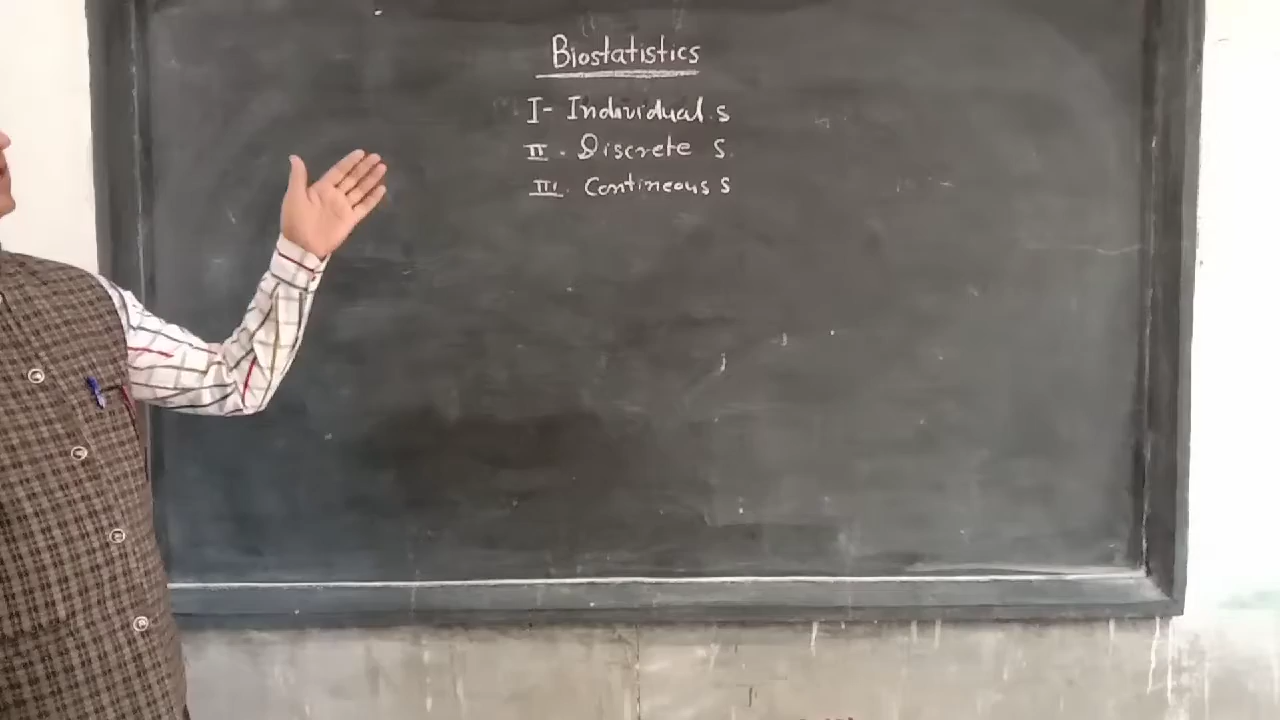 Biostatistics
I- Individual s
II. Discrete s.
III. Contineous s